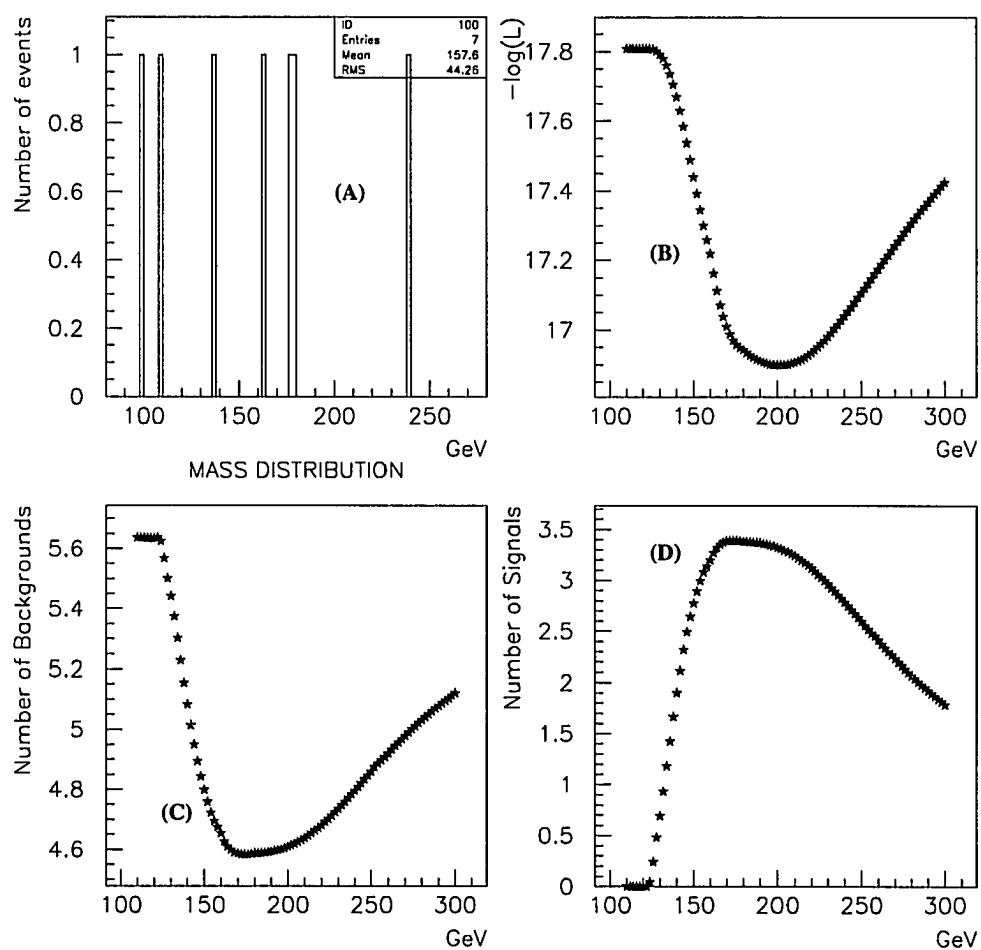 Number of events
ID 100
Entries 7
Mean 157.6
RMS 44.26
1
0.8
0.6
0.4
0.2
0
(A)
100 150 200 250
GeV
MASS DISTRIBUTION
−log(L)
17.8
17.6
17.4
17.2
17
(B)
100 150 200 250 300
GeV
Number of Backgrounds
5.6
5.4
5.2
5
4.8
4.6
(C)
100 150 200 250 300
GeV
Number of Signals
3.5
3
2.5
2
1.5
1
0.5
0
(D)
100 150 200 250 300
GeV